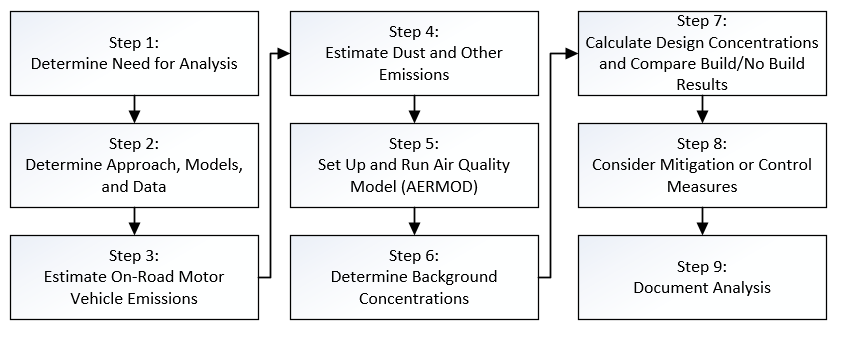 Step 1:
Determine Need for Analysis
Step 2:
Determine Approach, Models,
and Data
Step 3:
Estimate On-Road Motor
Vehicle Emissions
Step 4:
Estimate Dust and Other
Emissions
Step 5:
Set Up and Run Air Quality
Model (AERMOD)
Step 6:
Determine Background
Concentrations
Step 7:
Calculate Design Concentrations
and Compare Build/No Build
Results
Step 8:
Consider Mitigation or Control
Measures
Step 9:
Document Analysis